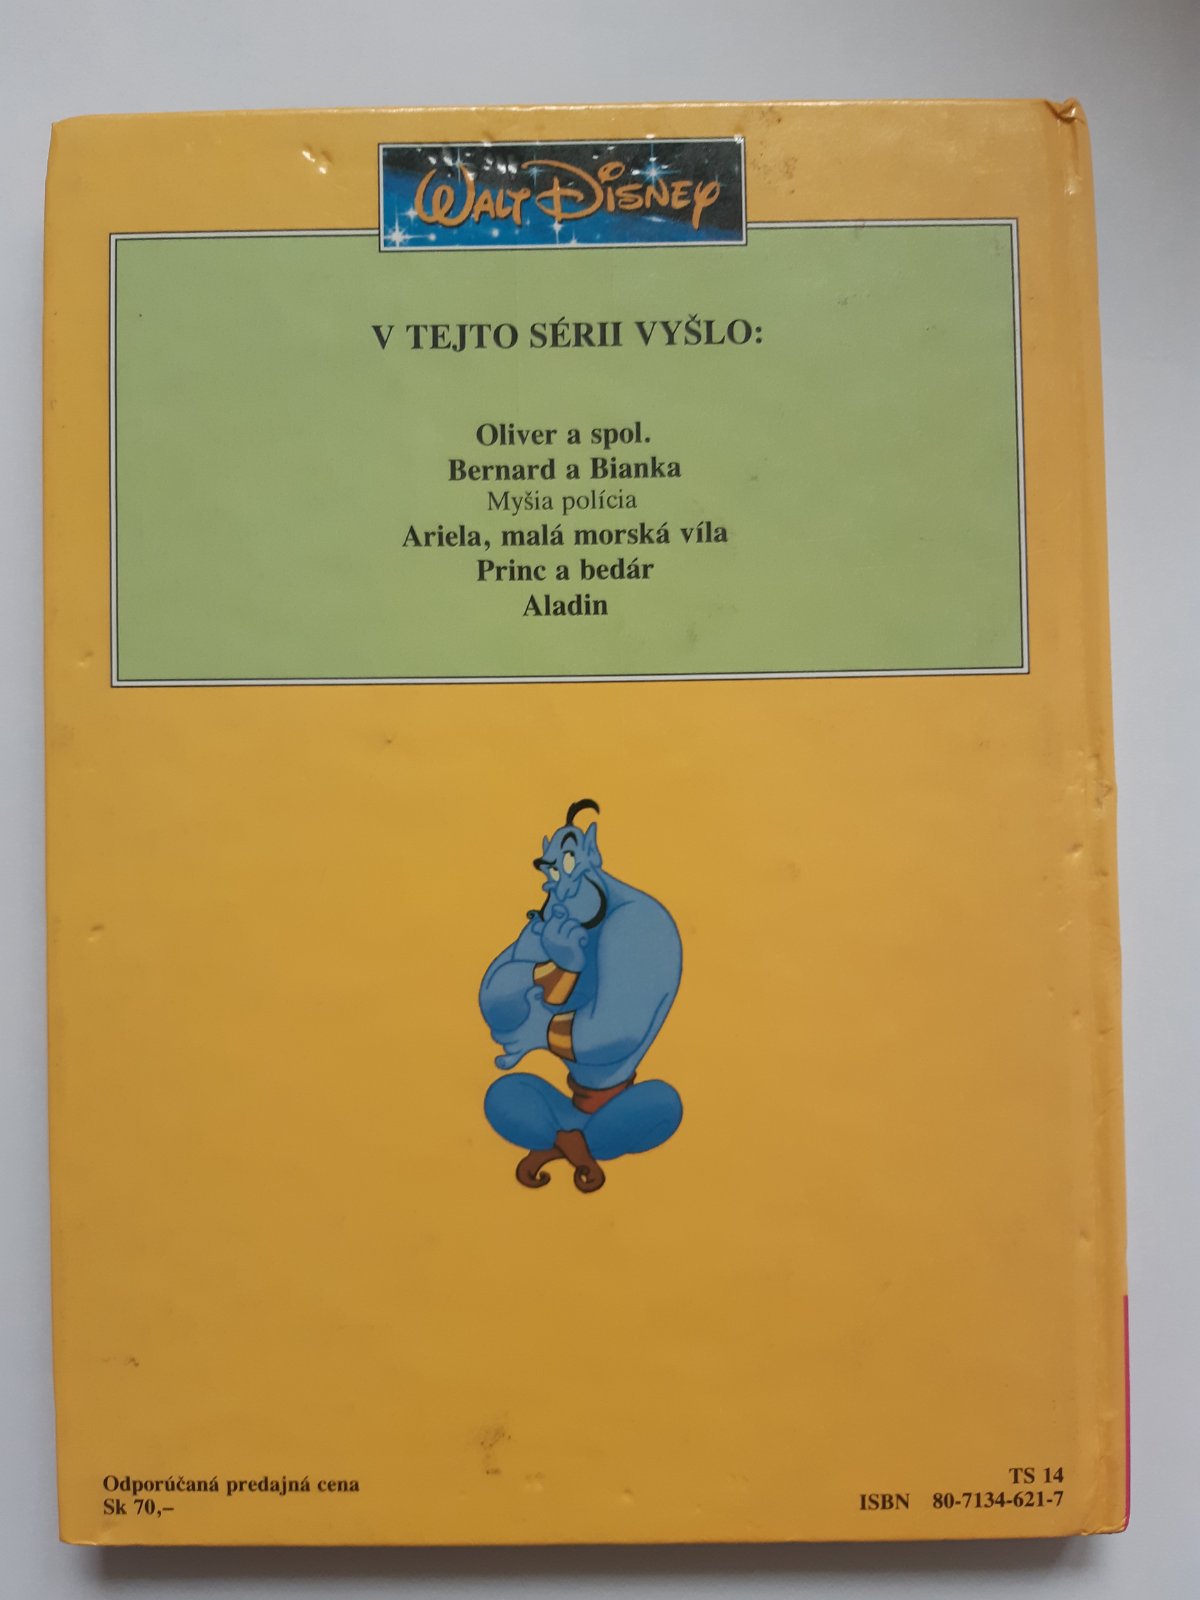 WALT DISNEY
V TEJTO SÉRII VYŠLO:
Oliver a spol.
Bernard a Bianka
Myšia polícia
Ariela, malá morská víla
Princ a bedár
Aladin
Odporúčaná predajná cena
Sk 70,–
TS 14
ISBN 80-7134-621-7